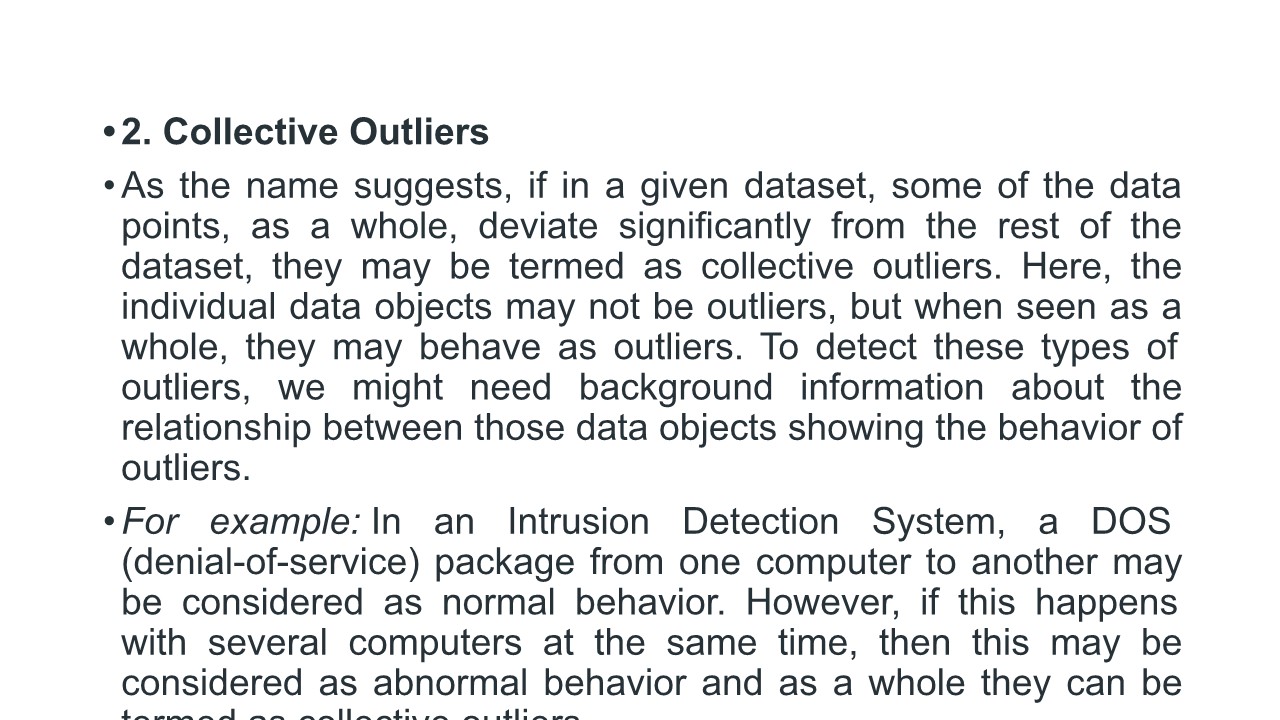 •2. Collective Outliers
•As the name suggests, if in a given dataset, some of the data
points, as a whole, deviate significantly from the rest of the
dataset, they may be termed as collective outliers. Here, the
individual data objects may not be outliers, but when seen as a
whole, they may behave as outliers. To detect these types of
outliers, we might need background information about the
relationship between those data objects showing the behavior of
outliers.
•For example: In an Intrusion Detection System, a DOS
(denial-of-service) package from one computer to another may
be considered as normal behavior. However, if this happens
with several computers at the same time, then this may be
considered as abnormal behavior and as a whole they can be
termed as collective outliers.